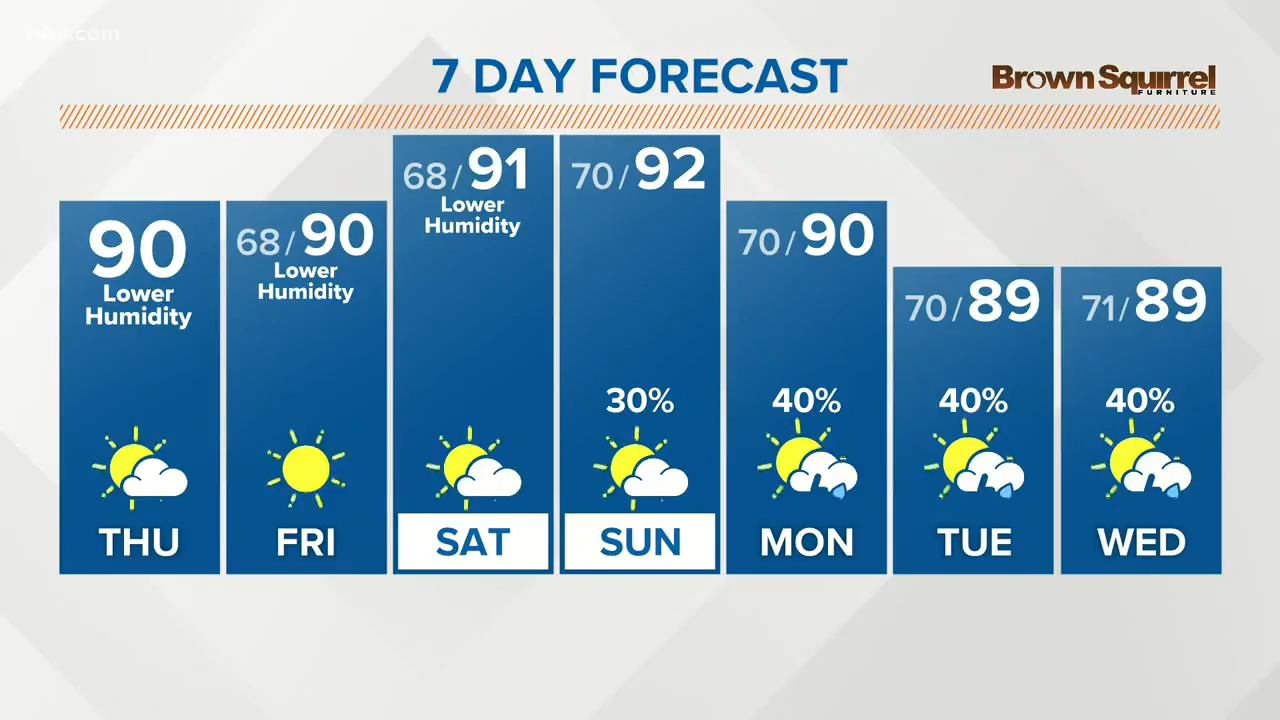 7 DAY FORECAST
Brown Squirrel
FURNITURE
90
Lower
Humidity
THU
68/90
Lower
Humidity
FRI
68/91
Lower
Humidity
SAT
70/92
30%
SUN
70/90
40%
MON
70/89
40%
TUE
71/89
40%
WED